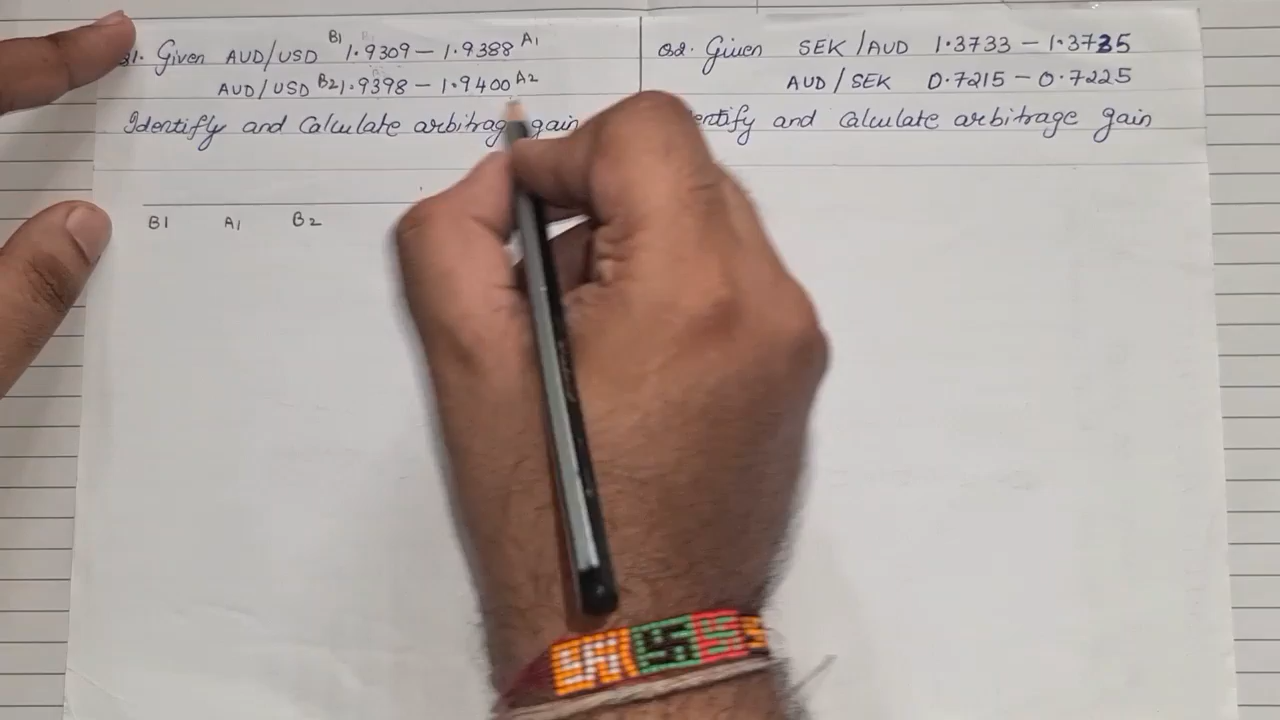 Q1. Given AUD/USD B1 1.9309 - 1.9388 A1
AUD/USD B2 1.9398 - 1.9400 A2
Identifly and Calculate arbitrag gain
B1 A1 B2
Q2. Given SEK/AUD 1.3733 - 1.3735
AUD/SEK 0.7215 - 0.7225
entify and Calculate arbitrage gain